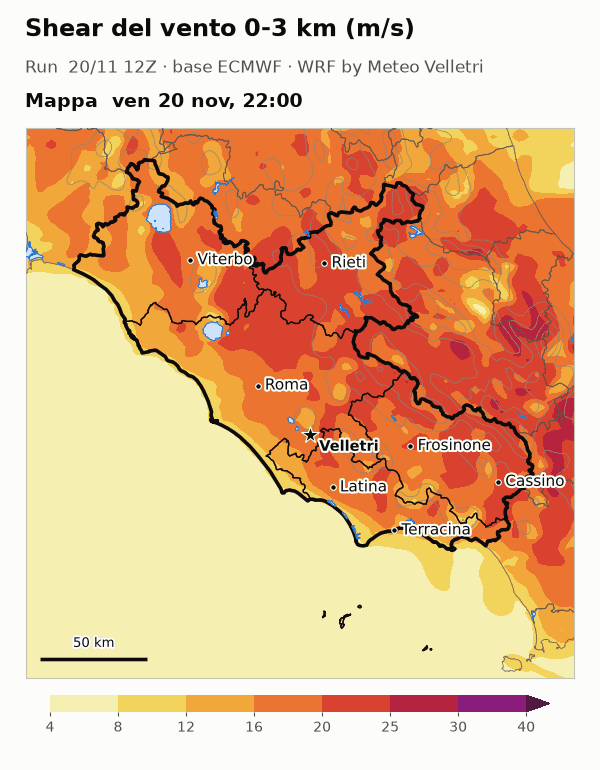 Shear del vento 0-3 km (m/s)
Run  20/11 12Z · base ECMWF · WRF by Meteo Velletri
Mappa  ven 20 nov, 22:00
Viterbo
Rieti
Roma
Velletri
Frosinone
Cassino
Latina
Terracina
50 km
4 8 12 16 20 25 30 40